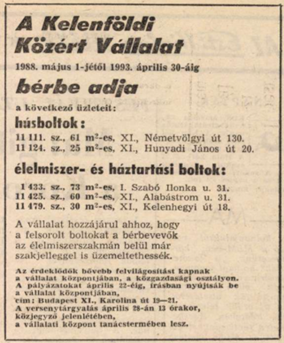 A Kelenföldi
Közért Vállalat
1988. május 1-jétől 1993. április 30-áig
bérbe adja
a következő üzleteit:
húsboltok:
11 111. sz., 61 m²-es, XI., Németvölgyi út 130.
11 124. sz., 25 m²-es, XI., Hunyadi János út 20.
élelmiszer- és háztartási boltok:
1 433. sz., 73 m²-es, I. Szabó Ilonka u. 31.
11 425. sz., 60 m²-es, XI., Alabástrom u. 31.
11 479. sz., 30 m²-es, XI., Kelenhegyi út 18.
A vállalat hozzájárul ahhoz, hogy
a felsorolt boltokat a bérbevevők
az élelmiszerszakmán belül már
szakjelleggel is üzemeltethessék.
Az érdeklődők bővebb felvilágosítást kapnak
a vállalat központjában, a közgazdasági osztályon.
A pályázatokat április 22-éig, írásban nyújtsák be
a vállalat központjában,
cím: Budapest XI., Karolina út 19—21.
A versenytárgyalás április 28-án 13 órakor,
közjegyző jelenlétében,
a vállalati központ tanácstermében lesz.